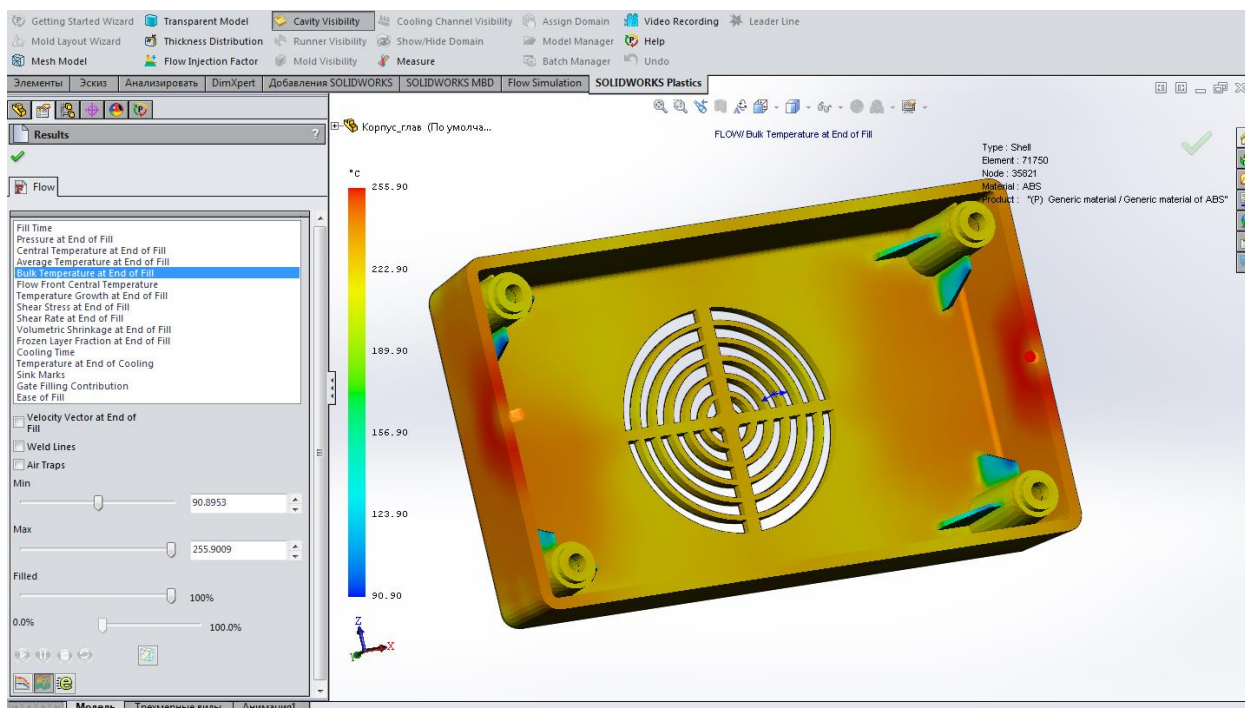 Getting Started Wizard Transparent Model Cavity Visibility Cooling Channel Visibility Assign Domain Video Recording Leader Line
Mold Layout Wizard Thickness Distribution Runner Visibility Show/Hide Domain Model Manager Help
Mesh Model Flow Injection Factor Mold Visibility Measure Batch Manager Undo
Элементы Эскиз Анализировать DimXpert Добавления SOLIDWORKS SOLIDWORKS MBD Flow Simulation SOLIDWORKS Plastics
Results ?
Flow
Fill Time
Pressure at End of Fill
Central Temperature at End of Fill
Average Temperature at End of Fill
Bulk Temperature at End of Fill
Flow Front Central Temperature
Temperature Growth at End of Fill
Shear Stress at End of Fill
Shear Rate at End of Fill
Volumetric Shrinkage at End of Fill
Frozen Layer Fraction at End of Fill
Cooling Time
Temperature at End of Cooling
Sink Marks
Gate Filling Contribution
Ease of Fill
Velocity Vector at End of
Fill
Weld Lines
Air Traps
Min
90.8953
Max
255.9009
Filled
100%
0.0% 100.0%
Корпус_глав (По умолча...
FLOW/ Bulk Temperature at End of Fill
Type : Shell
Element : 71750
Node : 35821
Material : ABS
Product : "(P) Generic material / Generic material of ABS"
°C
255.90
222.90
189.90
156.90
123.90
90.90
Z
X
Y
Модель Трехмерные виды Анимация1